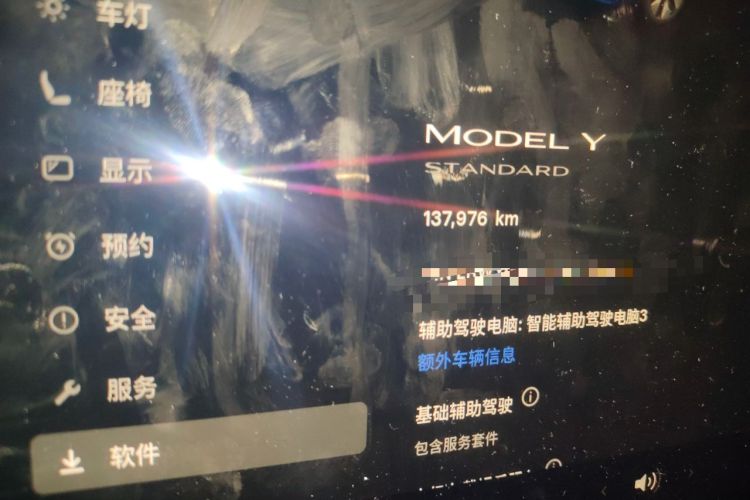 车灯
座椅
显示
预约
安全
服务
软件
MODEL Y
STANDARD
137,976 km
辅助驾驶电脑: 智能辅助驾驶电脑3
额外车辆信息
基础辅助驾驶
包含服务套件